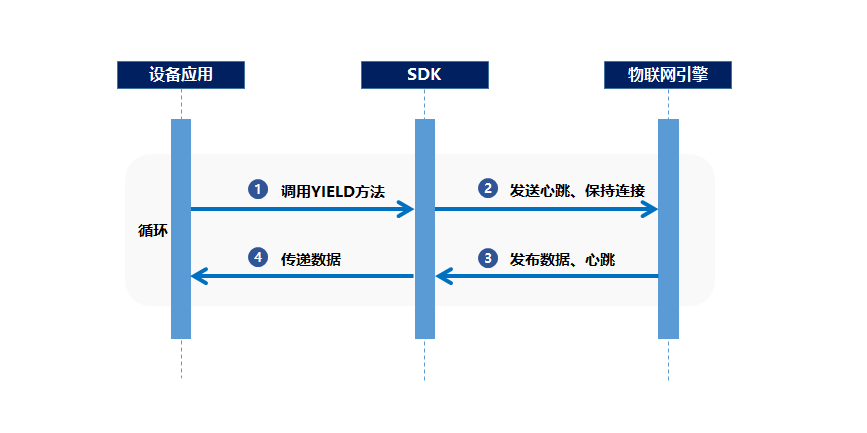 设备应用
SDK
物联网引擎
1 调用YIELD方法
2 发送心跳、保持连接
循环
4 传递数据
3 发布数据、心跳